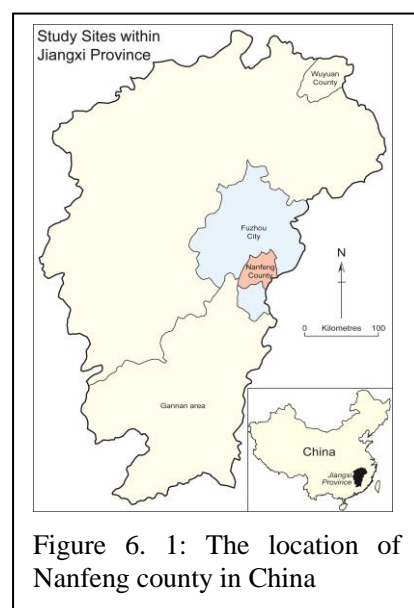 Study Sites within
Jiangxi Province
Wuyuan
County
Fuzhou
City
Nanfeng
County
N
0 Kilometres 100
Gannan area
China
Jiangxi
Province
Figure 6. 1: The location of
Nanfeng county in China